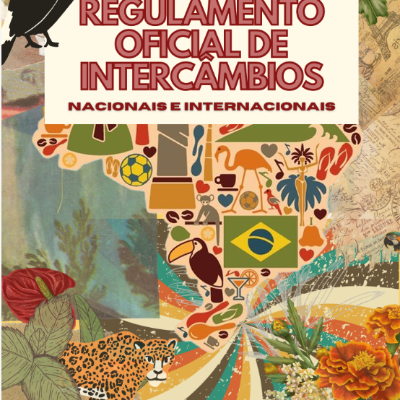 REGULAMENTO
OFICIAL DE
INTERCÂMBIOS
NACIONAIS E INTERNACIONAIS